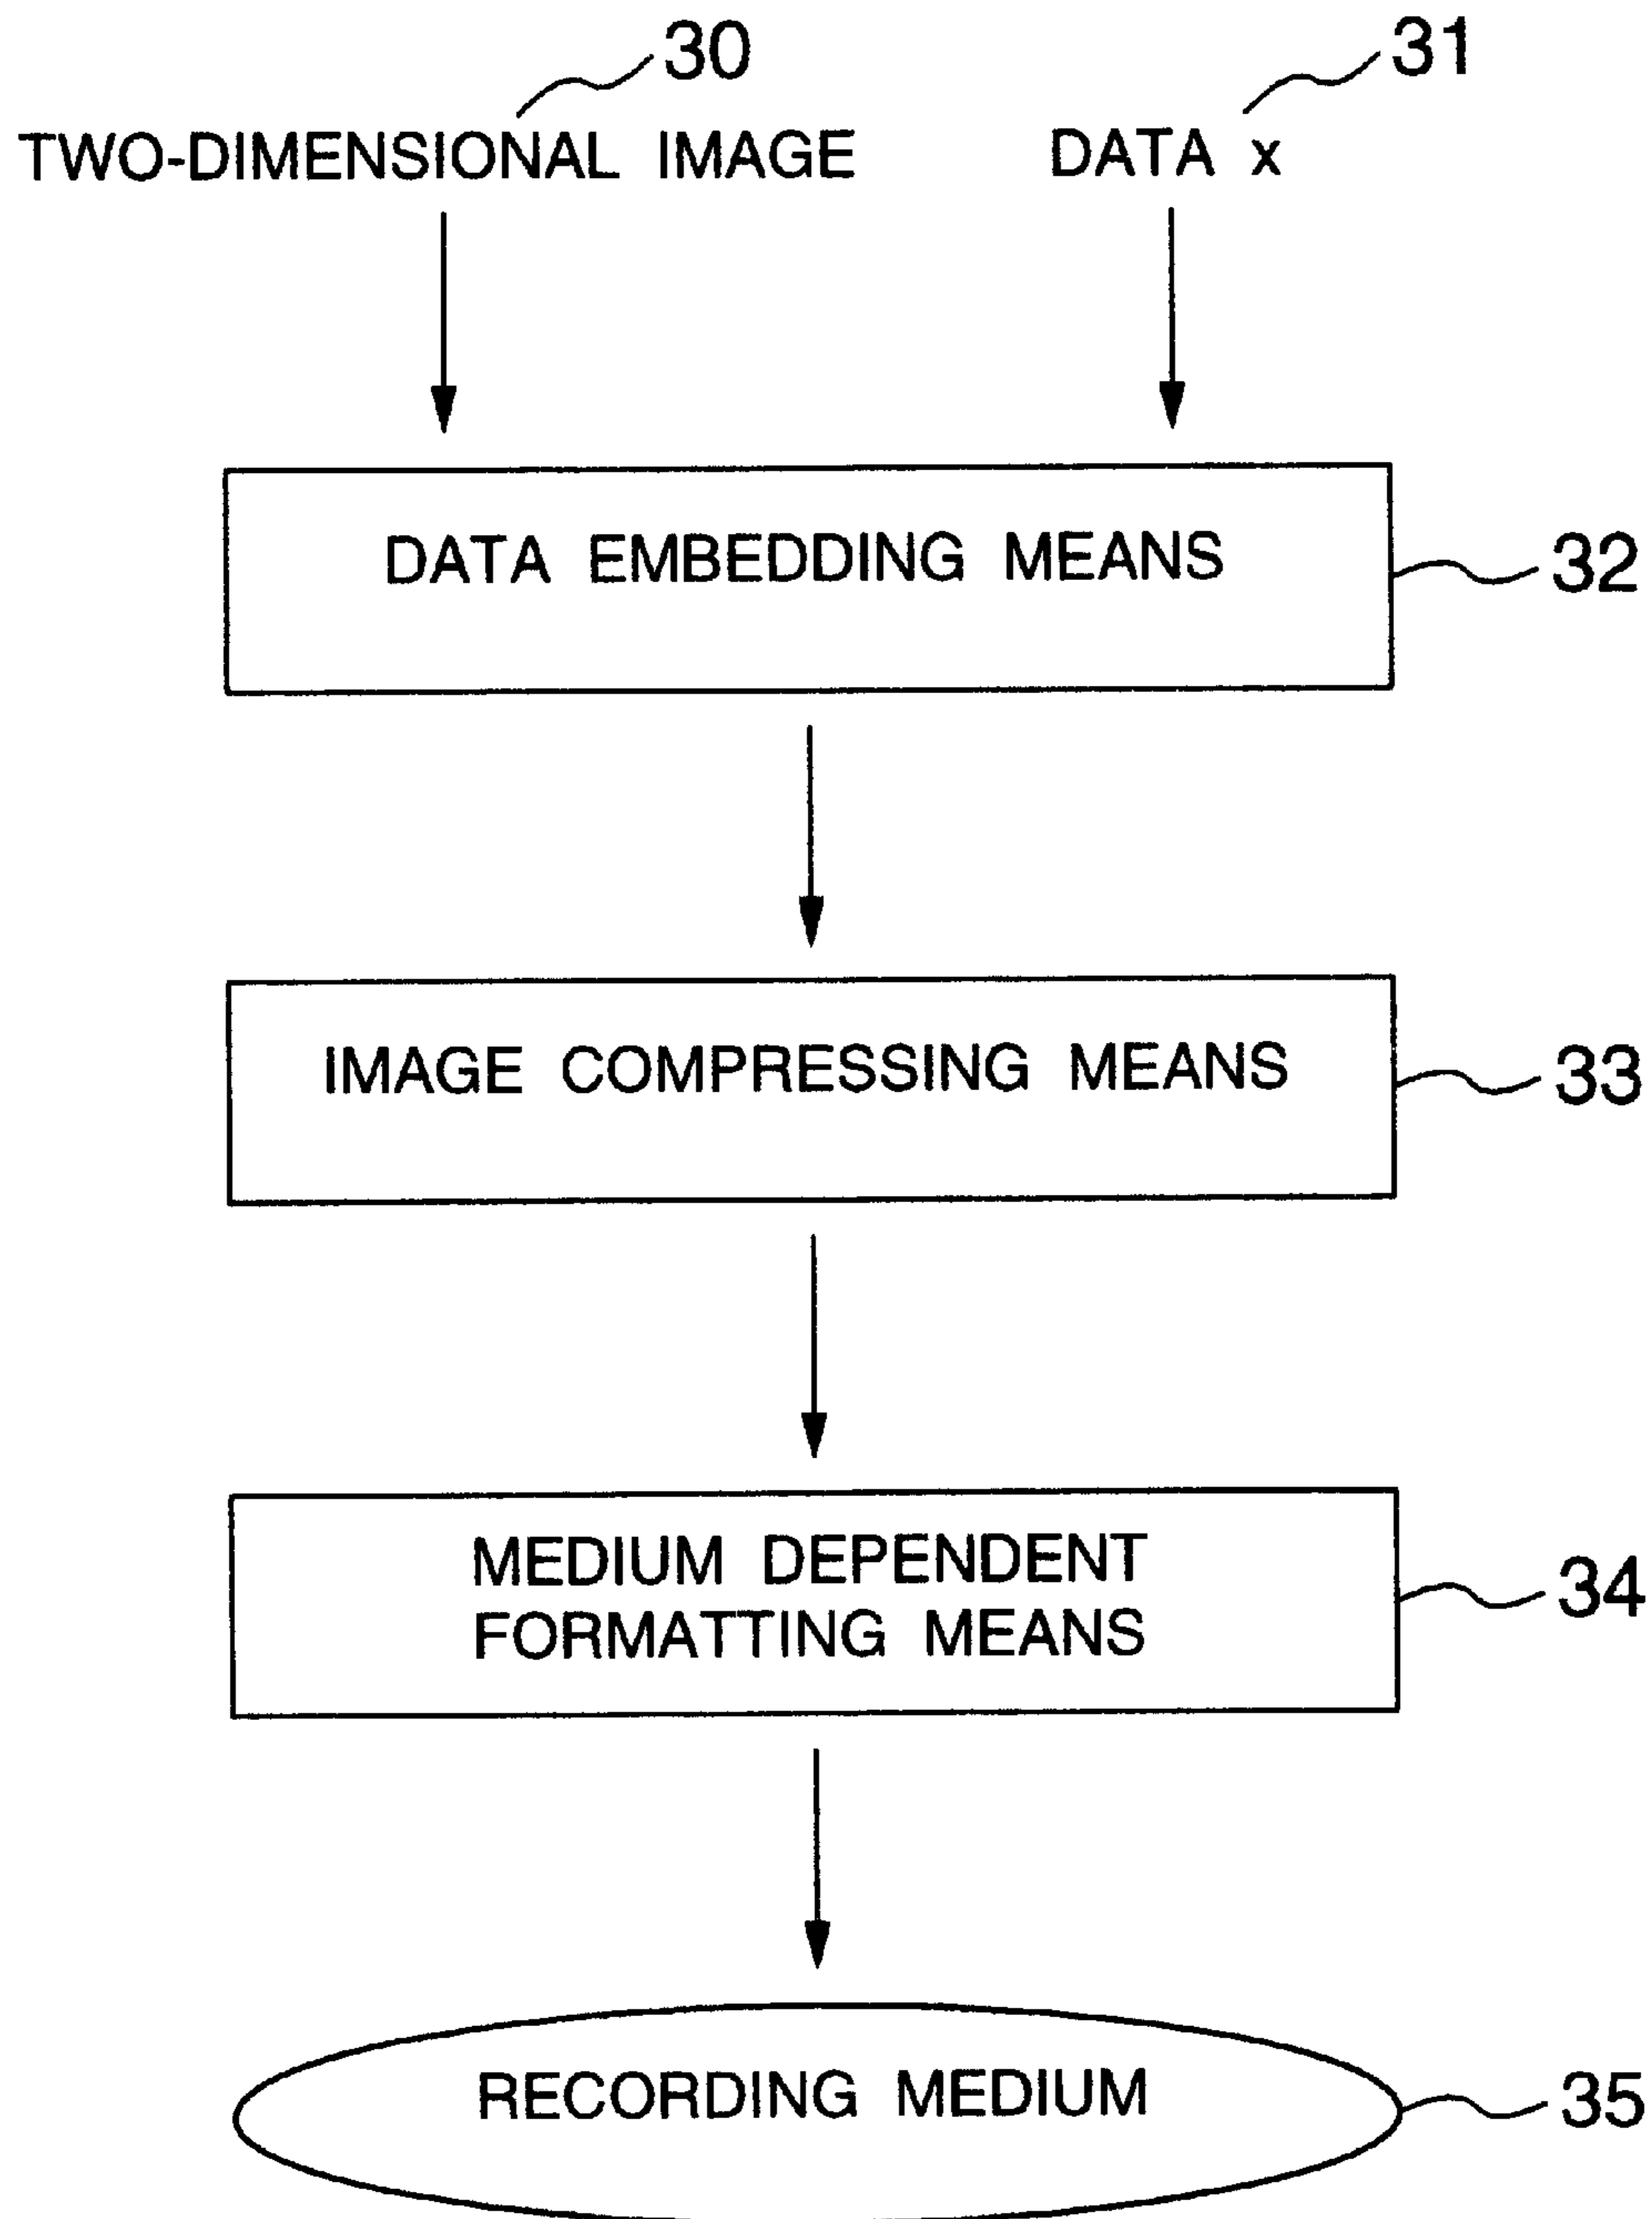 30
31
TWO-DIMENSIONAL IMAGE
DATA x
DATA EMBEDDING MEANS
32
IMAGE COMPRESSING MEANS
33
MEDIUM DEPENDENT
FORMATTING MEANS
34
RECORDING MEDIUM
35